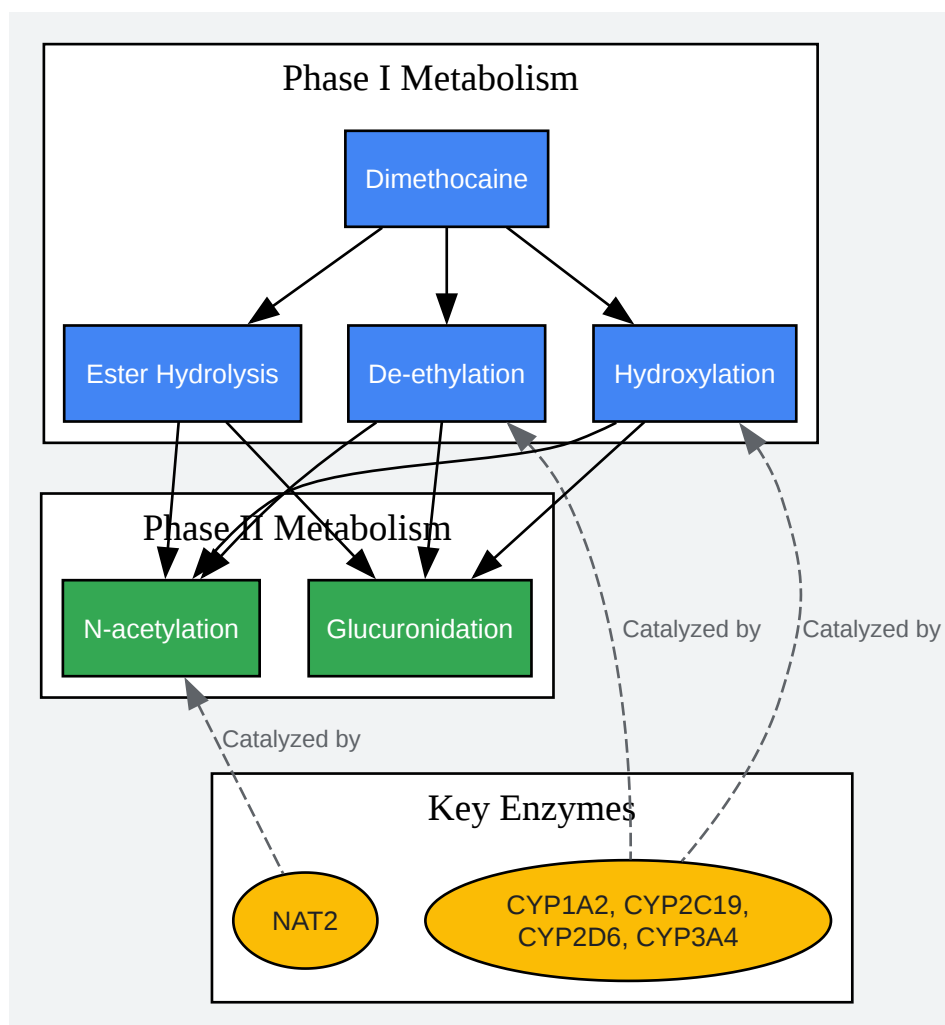 Phase I Metabolism
Dimethocaine
Ester Hydrolysis
De-ethylation
Hydroxylation
Phase II Metabolism
N-acetylation
Glucuronidation
Catalyzed by
Catalyzed by
Catalyzed by
Key Enzymes
NAT2
CYP1A2, CYP2C19,
CYP2D6, CYP3A4